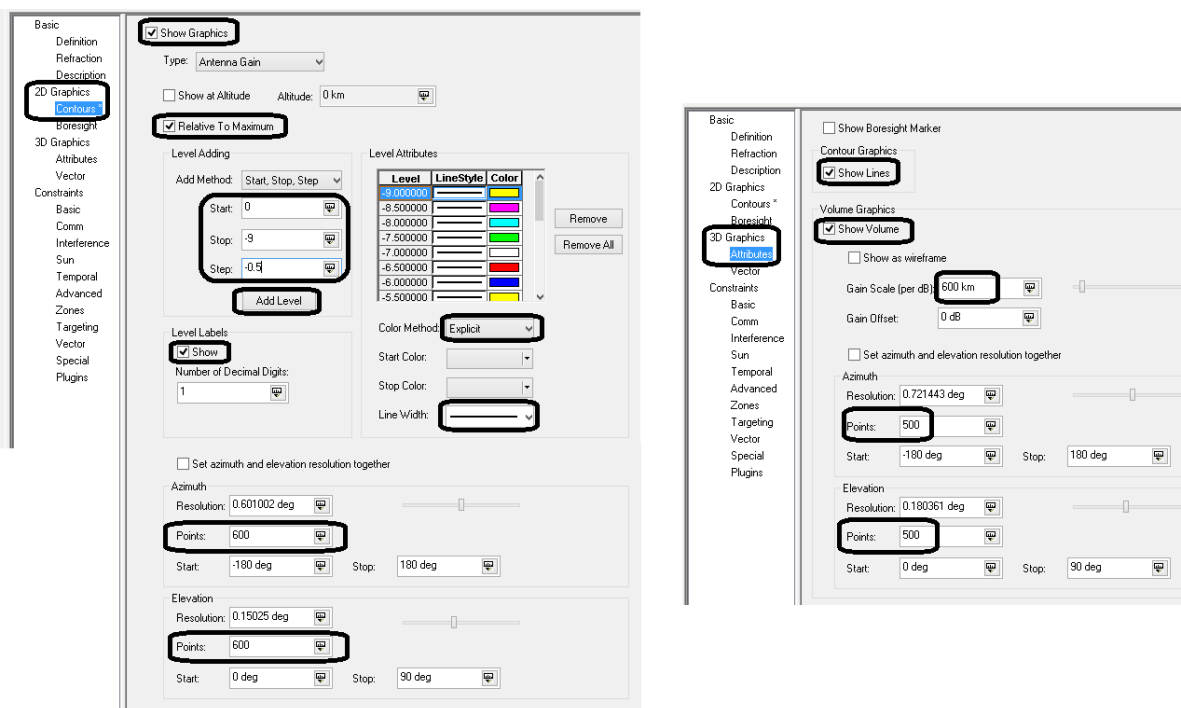 Basic
Definition
Refraction
Description
2D Graphics
Contours *
Boresight
3D Graphics
Attributes
Vector
Constraints
Basic
Comm
Interference
Sun
Temporal
Advanced
Zones
Targeting
Vector
Special
Plugins
Show Graphics
Type: Antenna Gain
Show at Altitude Altitude: 0 km
Relative To Maximum
Level Adding
Add Method: Start, Stop, Step
Start: 0
Stop: -9
Step: -0.5
Add Level
Level Attributes
Level LineStyle Color
-9.000000
-8.500000
-8.000000
-7.500000
-7.000000
-6.500000
-6.000000
-5.500000
Remove
Remove All
Level Labels
Show
Number of Decimal Digits:
1
Color Method: Explicit
Start Color:
Stop Color:
Line Width:
Set azimuth and elevation resolution together
Azimuth
Resolution: 0.601002 deg
Points: 600
Start: -180 deg Stop: 180 deg
Elevation
Resolution: 0.15025 deg
Points: 600
Start: 0 deg Stop: 90 deg
Basic
Definition
Refraction
Description
2D Graphics
Contours *
Boresight
3D Graphics
Attributes
Vector
Constraints
Basic
Comm
Interference
Sun
Temporal
Advanced
Zones
Targeting
Vector
Special
Plugins
Show Boresight Marker
Contour Graphics
Show Lines
Volume Graphics
Show Volume
Show as wireframe
Gain Scale (per dB): 600 km
Gain Offset: 0 dB
Set azimuth and elevation resolution together
Azimuth
Resolution: 0.721443 deg
Points: 500
Start: -180 deg Stop: 180 deg
Elevation
Resolution: 0.180361 deg
Points: 500
Start: 0 deg Stop: 90 deg